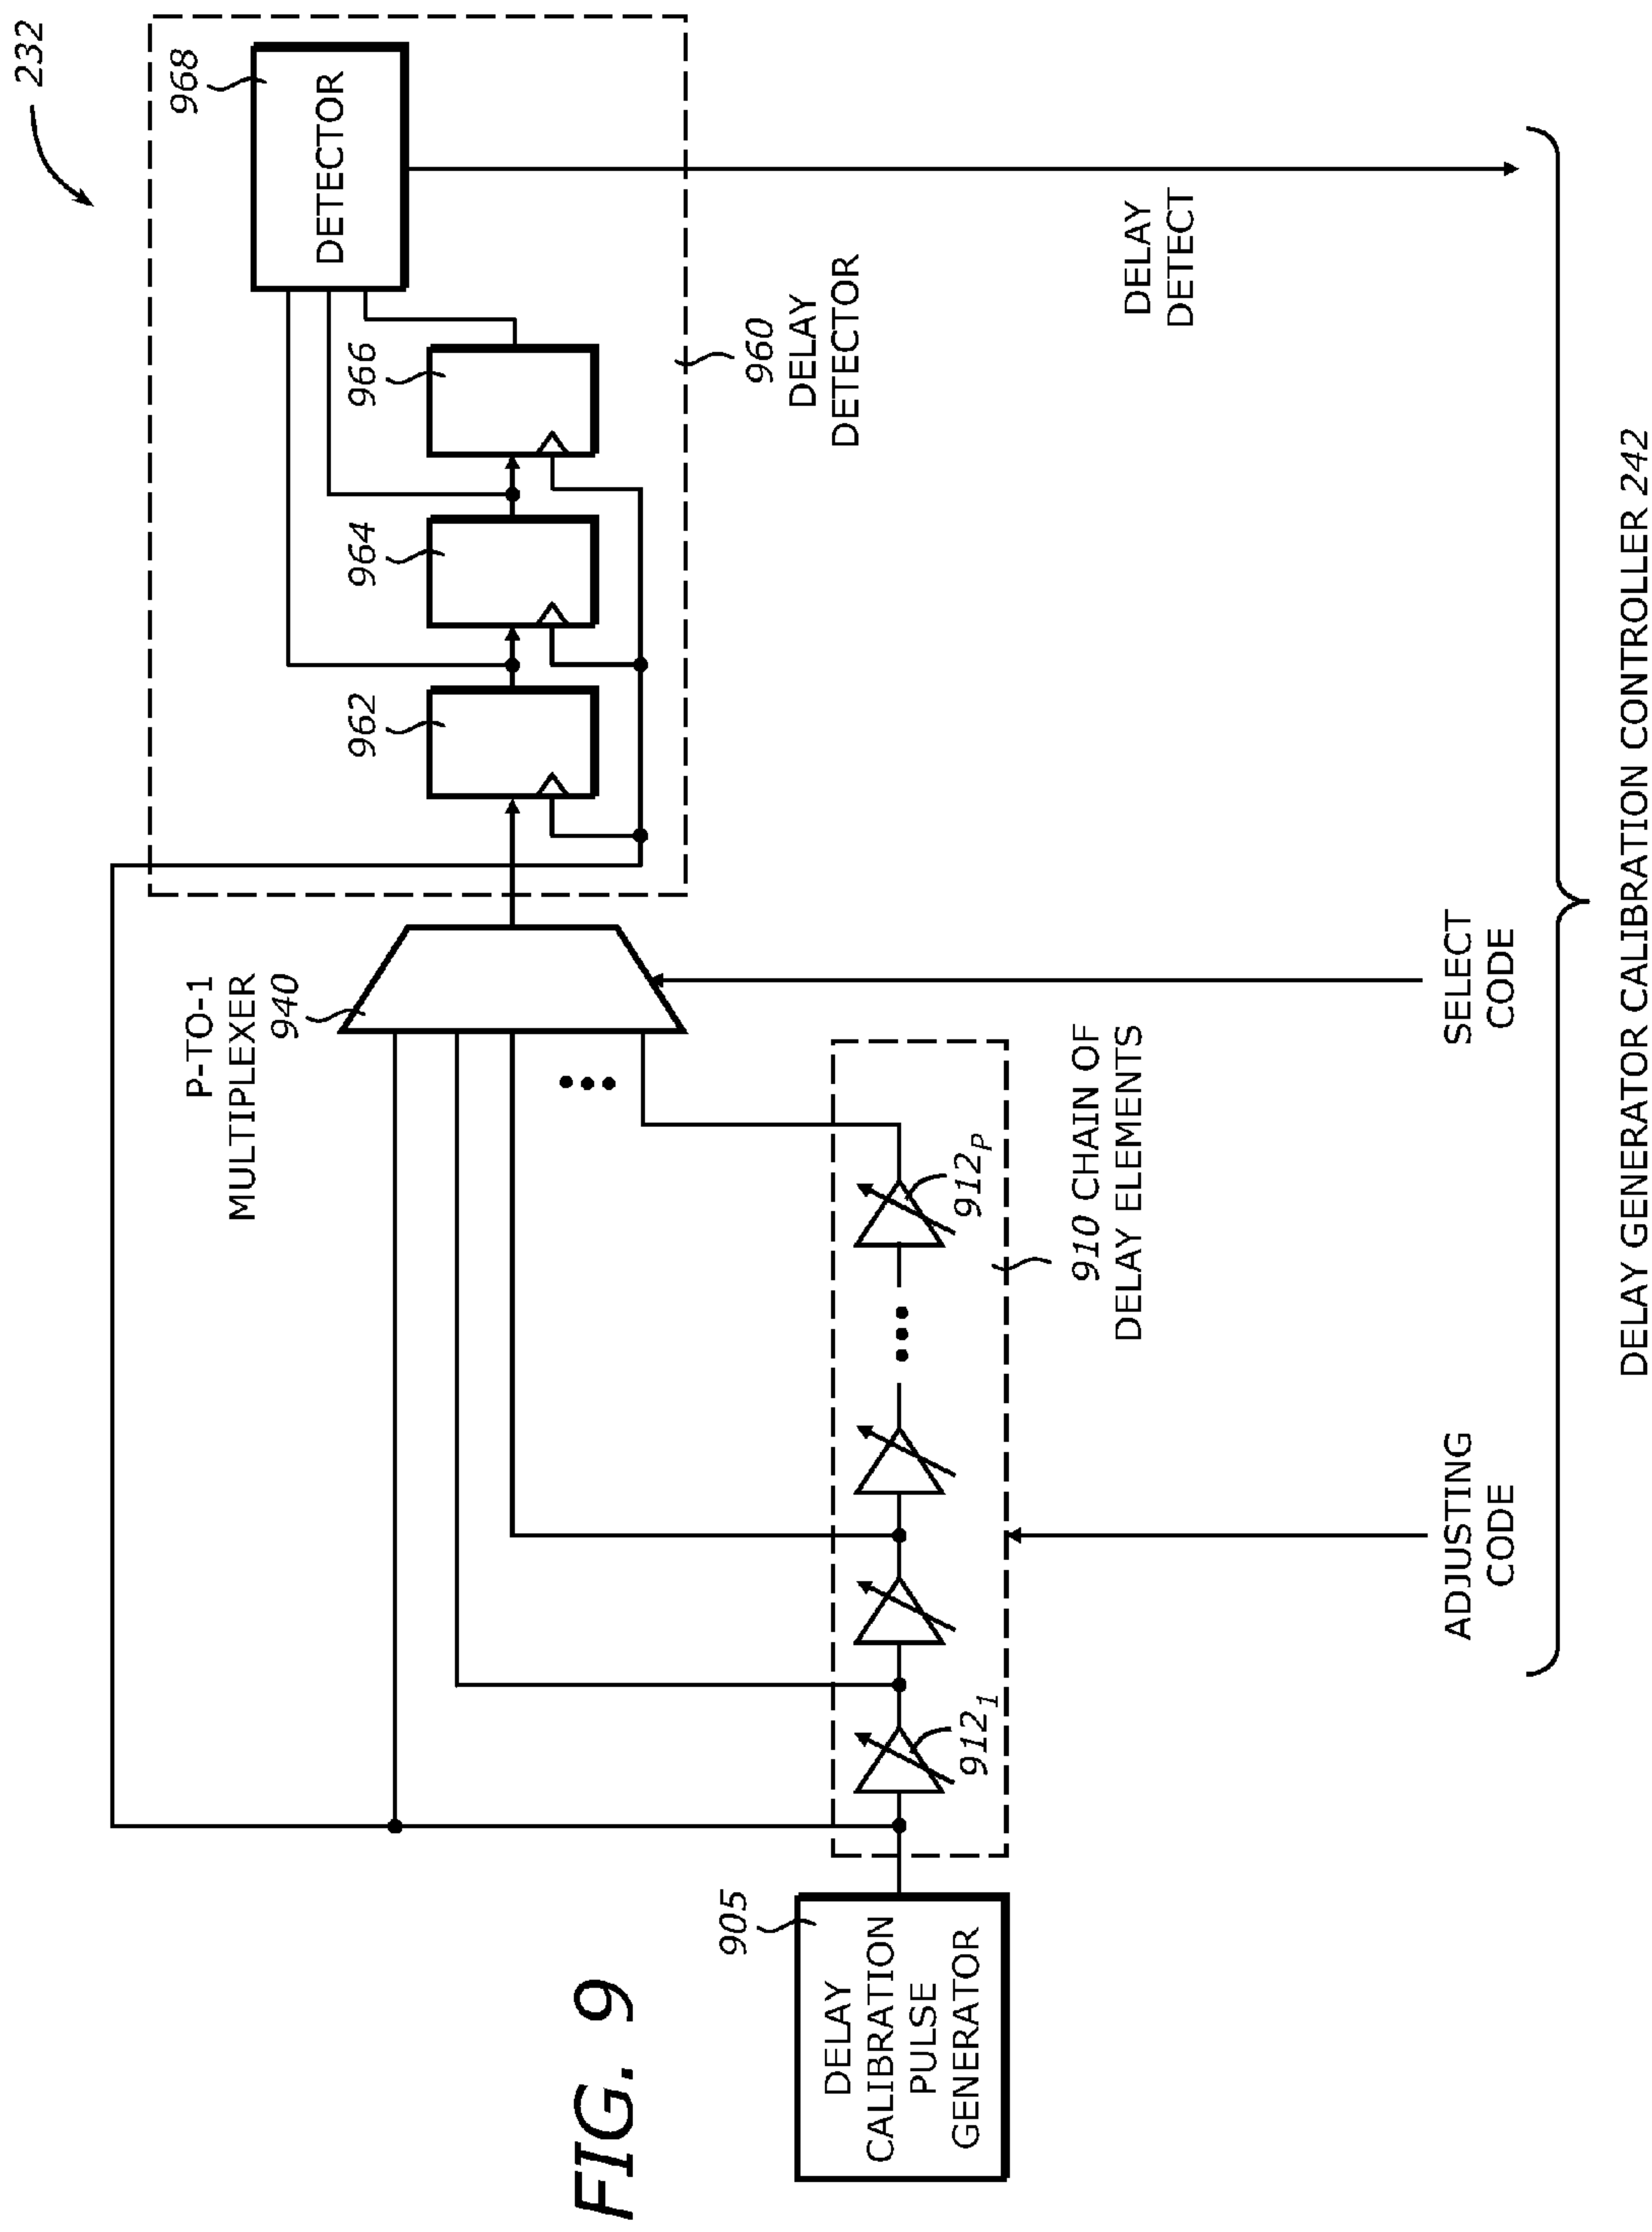 232
968
DETECTOR
966
964
962
960
DELAY
DETECTOR
P-TO-1
MULTIPLEXER
940
FIG. 9
905
DELAY
CALIBRATION
PULSE
GENERATOR
912₁
912P
910 CHAIN OF
DELAY ELEMENTS
ADJUSTING
CODE
SELECT
CODE
DELAY
DETECT
DELAY GENERATOR CALIBRATION CONTROLLER 242